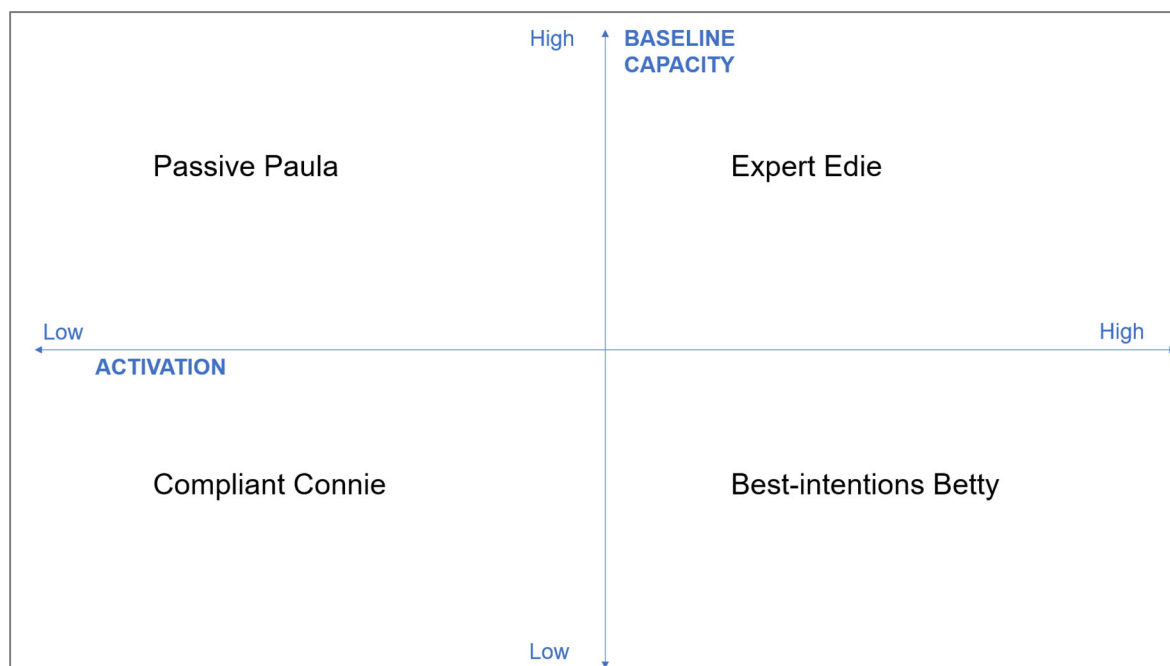 High
BASELINE
CAPACITY
Passive Paula
Expert Edie
Low
High
ACTIVATION
Compliant Connie
Best-intentions Betty
Low